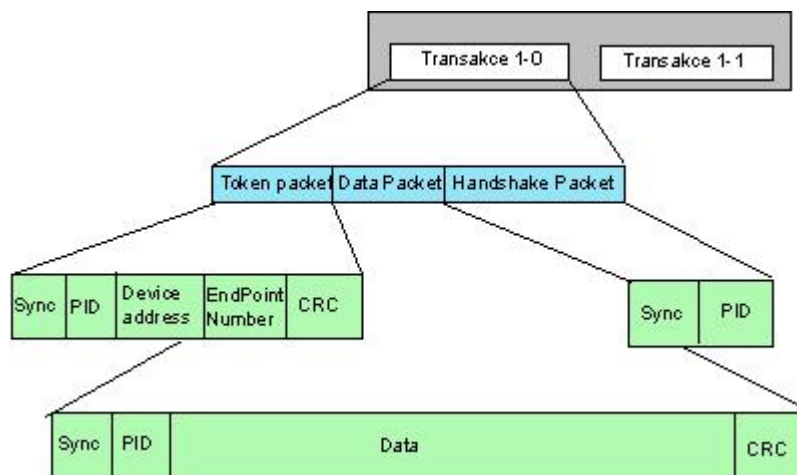 Transakce 1-0
Transakce 1-1
Token packet
Data Packet
Handshake Packet
Sync
PID
Device
address
EndPoint
Number
CRC
Sync
PID
Sync
PID
Data
CRC